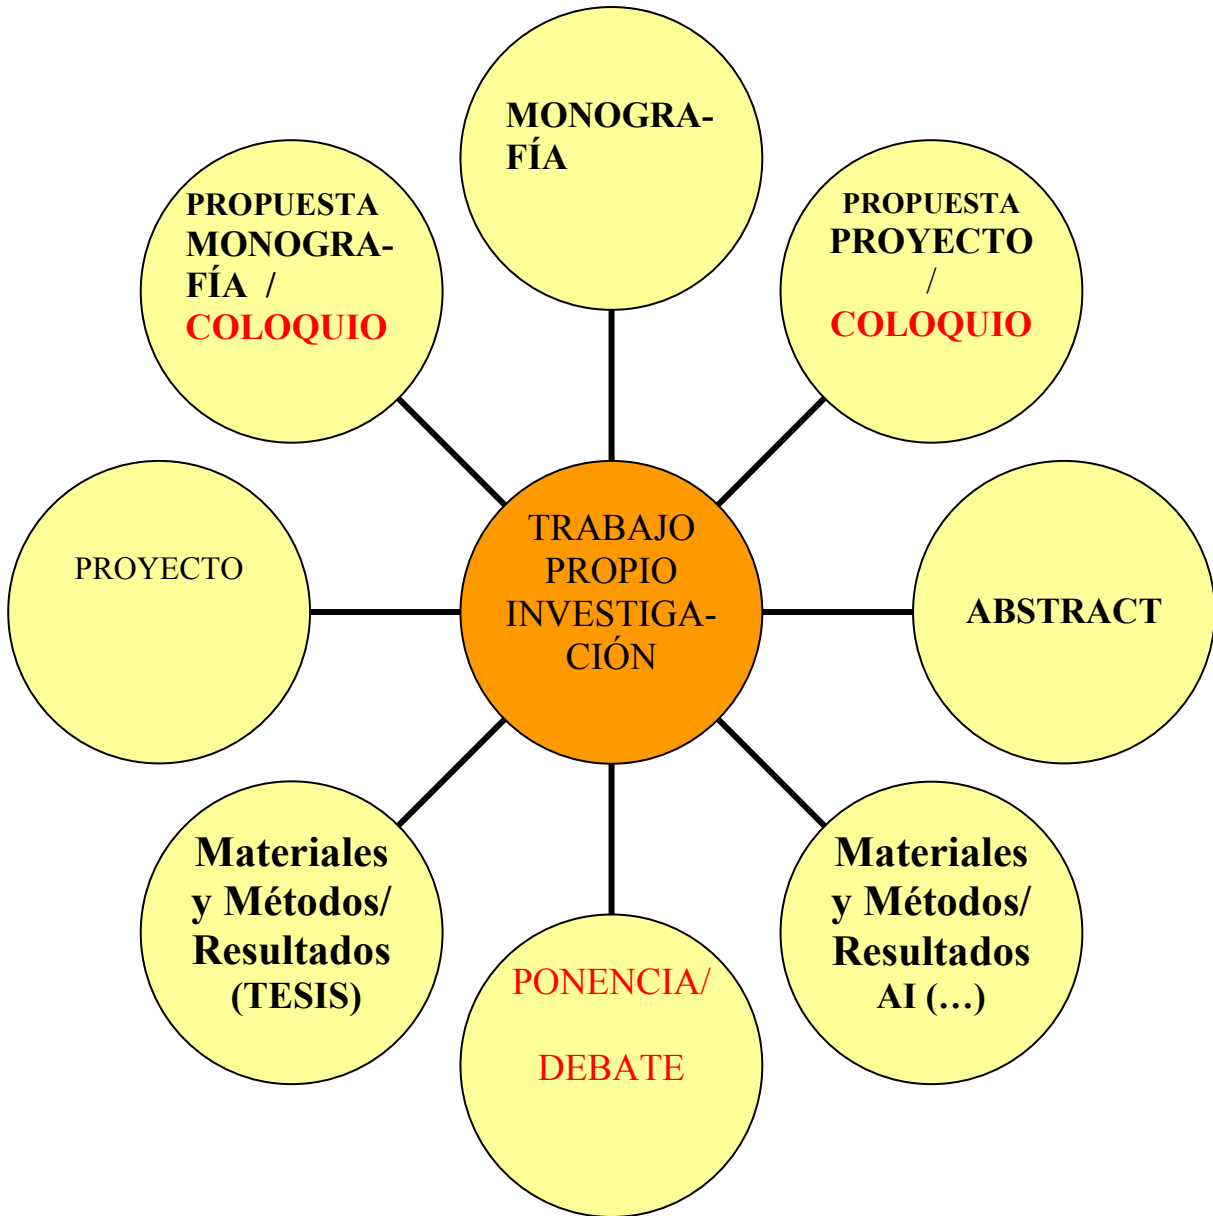 MONOGRA-
FÍA
PROPUESTA
MONOGRA-
FÍA /
COLOQUIO
PROPUESTA
PROYECTO
/
COLOQUIO
PROYECTO
TRABAJO
PROPIO
INVESTIGA-
CIÓN
ABSTRACT
Materiales
y Métodos/
Resultados
(TESIS)
PONENCIA/
DEBATE
Materiales
y Métodos/
Resultados
AI (…)